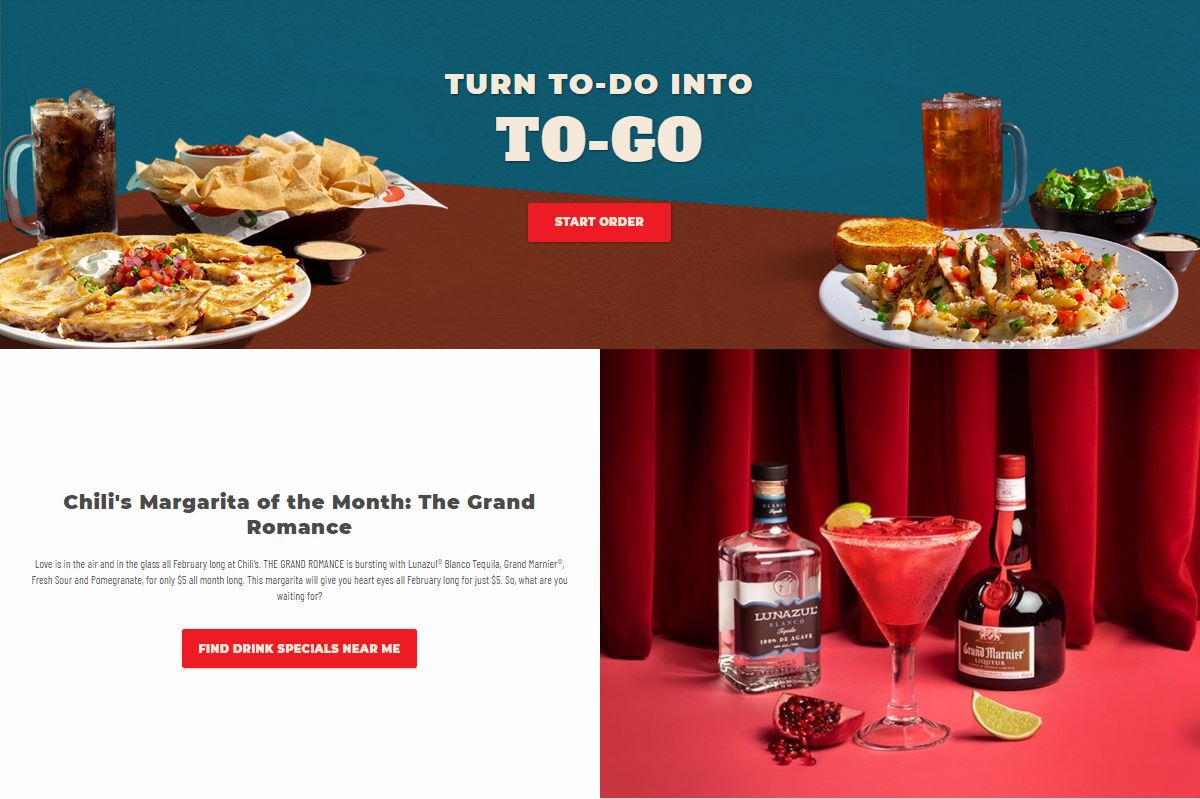 TURN TO-DO INTO
TO-GO
START ORDER
Chili's Margarita of the Month: The Grand
Romance
Love is in the air and in the glass all February long at Chili's. THE GRAND ROMANCE is bursting with Lunazul® Blanco Tequila, Grand Marnier®,
Fresh Sour and Pomegranate, for only $5 all month long. This margarita will give you heart eyes all February long for just $5. So, what are you
waiting for?
FIND DRINK SPECIALS NEAR ME
BLANCO
Tequila
LUNAZUL®
BLANCO
Tequila
100% DE AGAVE
Grand Marnier®
LIQUEUR